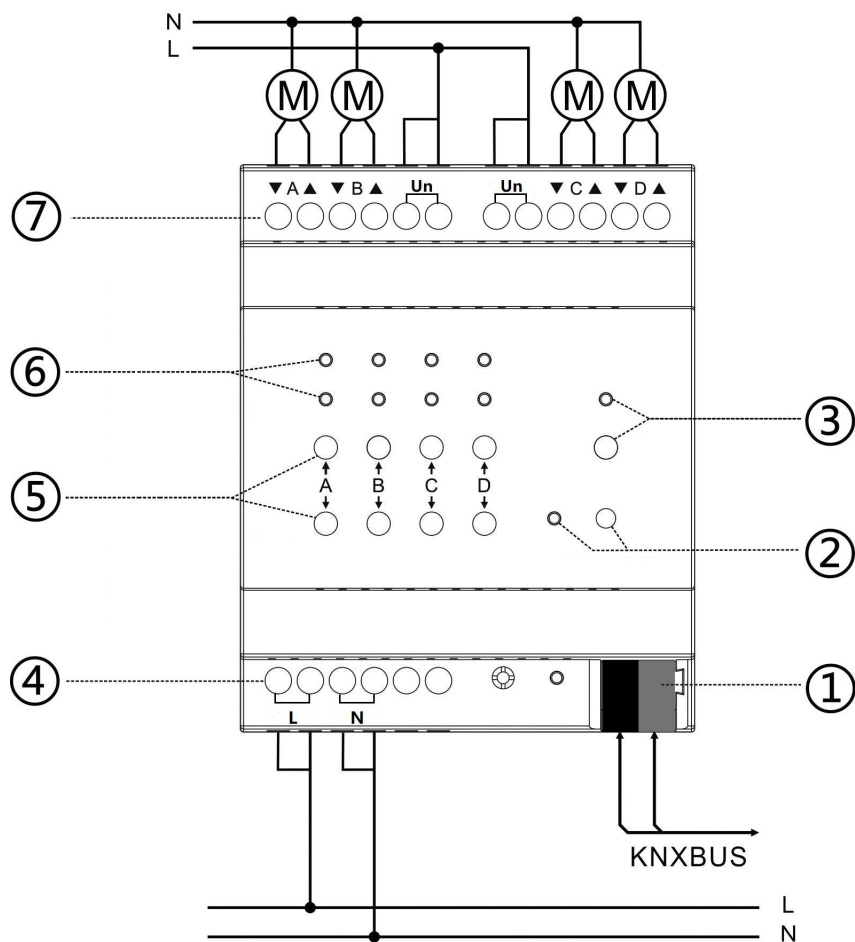 N
L
M M M M
▼ A ▲ ▼ B ▲ Un Un ▼ C ▲ ▼ D ▲
⑦
⑥
③
⑤
A B C D
②
④
①
L N
KNXBUS
L
N